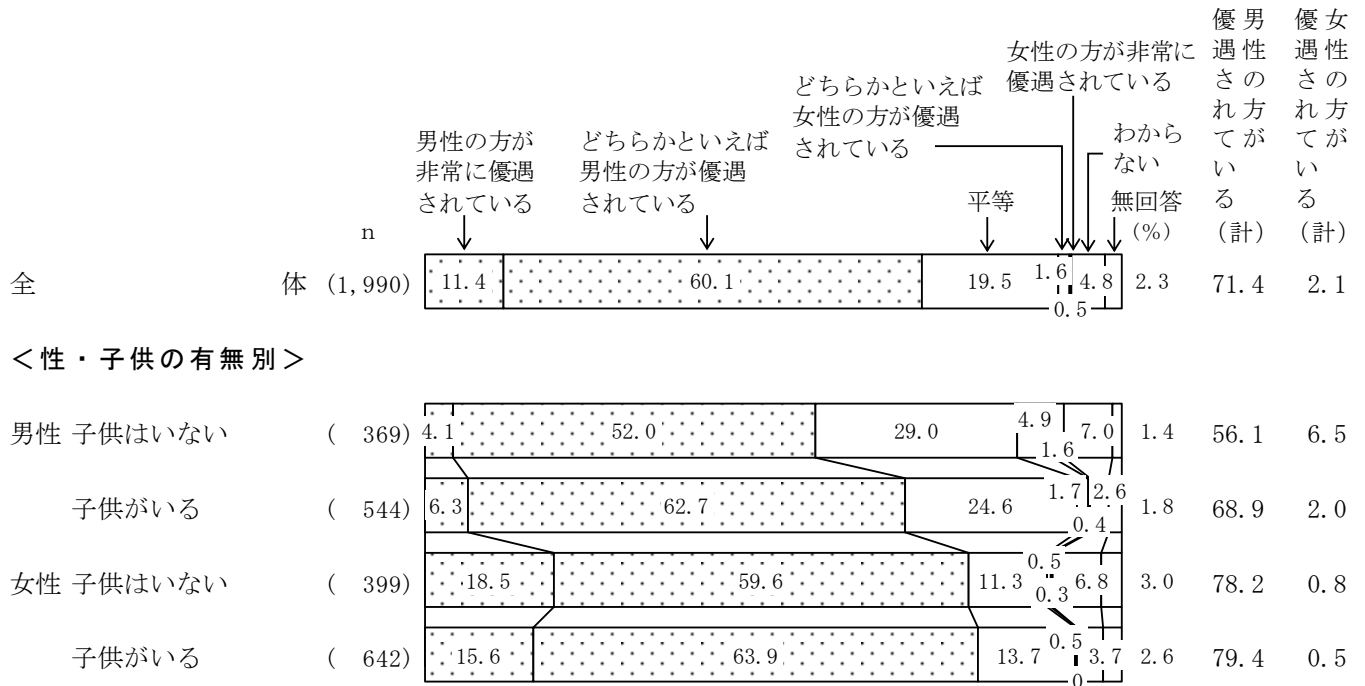 男性の方が
非常に優遇
されている
どちらかといえば
男性の方が優遇
されている
平等
どちらかといえば
女性の方が優遇
されている
女性の方が非常に
優遇されている
わから
ない
無回答
男性の方が
優遇されている
(計)
女性の方が
優遇されている
(計)
n
(%)
全体 (1,990) 11.4 60.1 19.5 1.6 0.5 4.8 2.3 71.4 2.1
<性・子供の有無別>
男性 子供はいない ( 369) 4.1 52.0 29.0 4.9 1.6 7.0 1.4 56.1 6.5
子供がいる ( 544) 6.3 62.7 24.6 1.7 0.4 2.6 1.8 68.9 2.0
女性 子供はいない ( 399) 18.5 59.6 11.3 0.5 0.3 6.8 3.0 78.2 0.8
子供がいる ( 642) 15.6 63.9 13.7 0.5 0 3.7 2.6 79.4 0.5